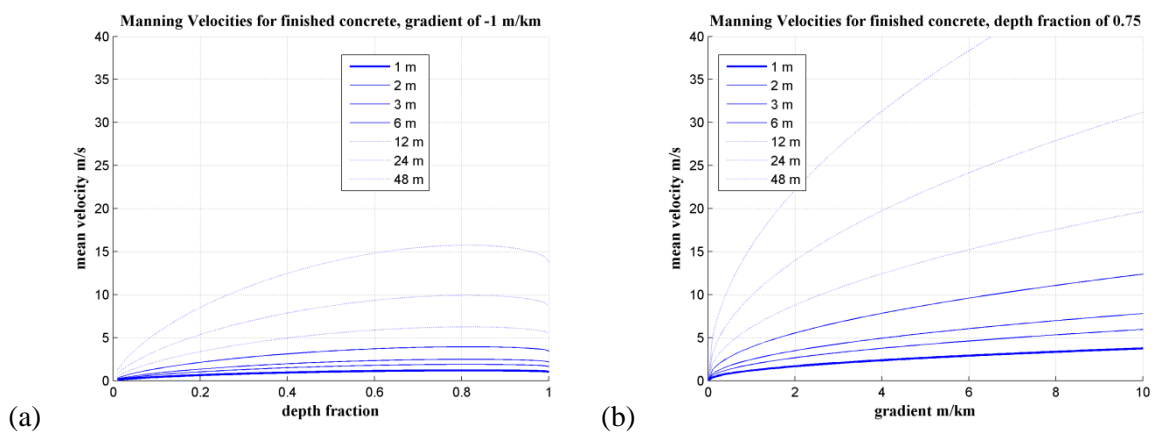 Manning Velocities for finished concrete, gradient of -1 m/km
40
35
30
25
20
15
10
5
0
mean velocity m/s
1 m
2 m
3 m
6 m
12 m
24 m
48 m
0
0.2
0.4
0.6
0.8
1
depth fraction
(a)
Manning Velocities for finished concrete, depth fraction of 0.75
40
35
30
25
20
15
10
5
0
mean velocity m/s
1 m
2 m
3 m
6 m
12 m
24 m
48 m
0
2
4
6
8
10
gradient m/km
(b)